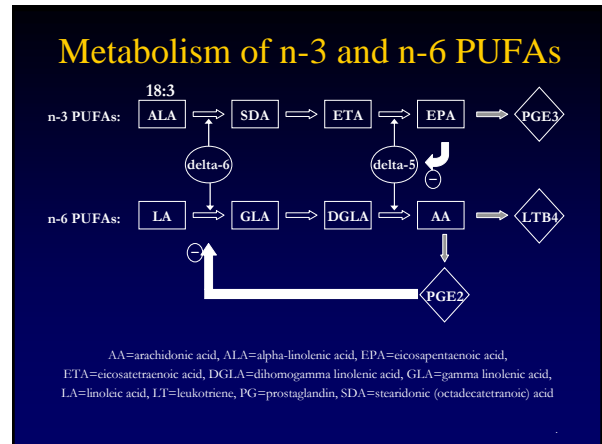 Metabolism of n-3 and n-6 PUFAs
18:3
n-3 PUFAs: ALA SDA ETA EPA PGE3
delta-6 delta-5
−
n-6 PUFAs: LA GLA DGLA AA LTB4
−
PGE2
AA=arachidonic acid, ALA=alpha-linolenic acid, EPA=eicosapentaenoic acid,
ETA=eicosatetraenoic acid, DGLA=dihomogamma linolenic acid, GLA=gamma linolenic acid,
LA=linoleic acid, LT=leukotriene, PG=prostaglandin, SDA=stearidonic (octadecatetranoic) acid
.